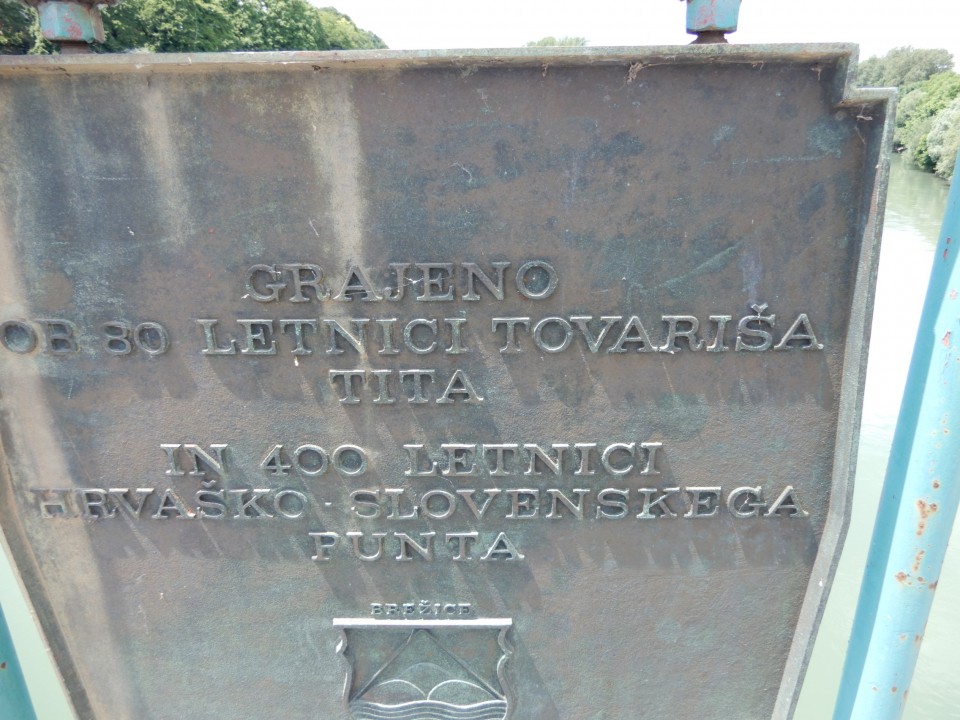 GRAJENO
OB 80 LETNICI TOVARIŠA
TITA
IN 400 LETNICI
HRVAŠKO-SLOVENSKEGA
PUNTA
BREŽICE